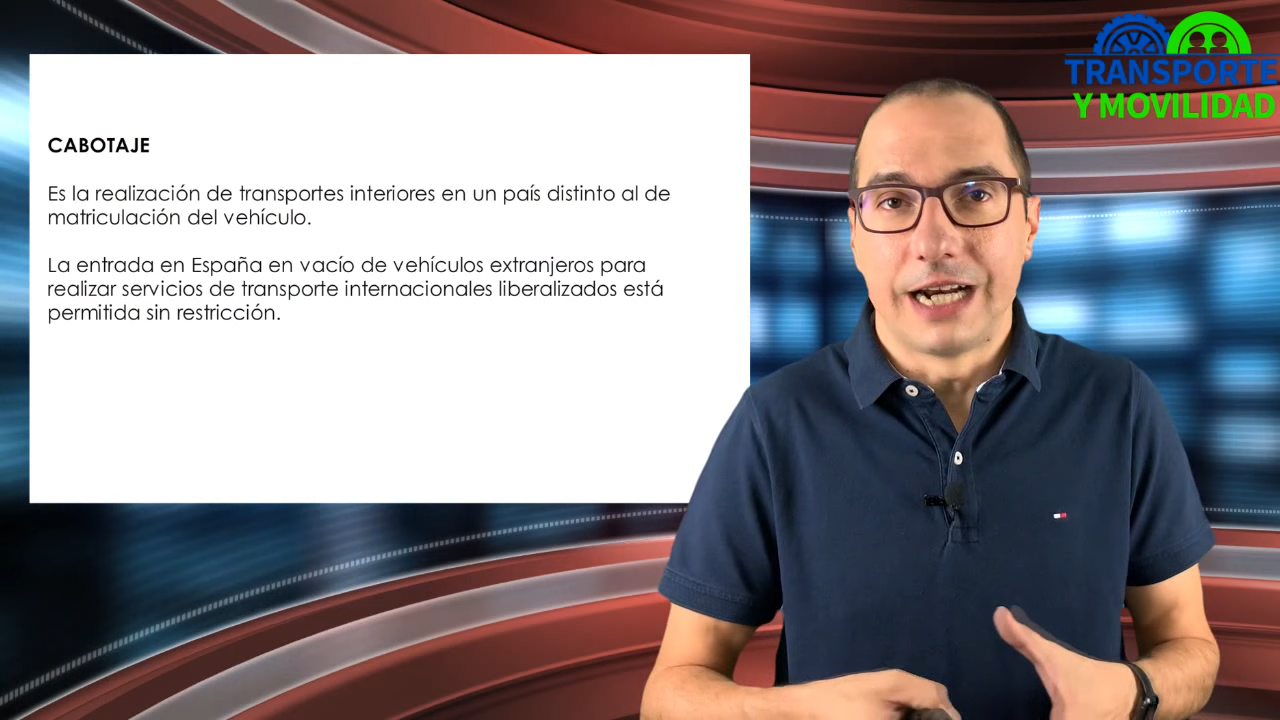 TRANSPORTE
Y MOVILIDAD
CABOTAJE
Es la realización de transportes interiores en un país distinto al de
matriculación del vehículo.
La entrada en España en vacío de vehículos extranjeros para
realizar servicios de transporte internacionales liberalizados está
permitida sin restricción.